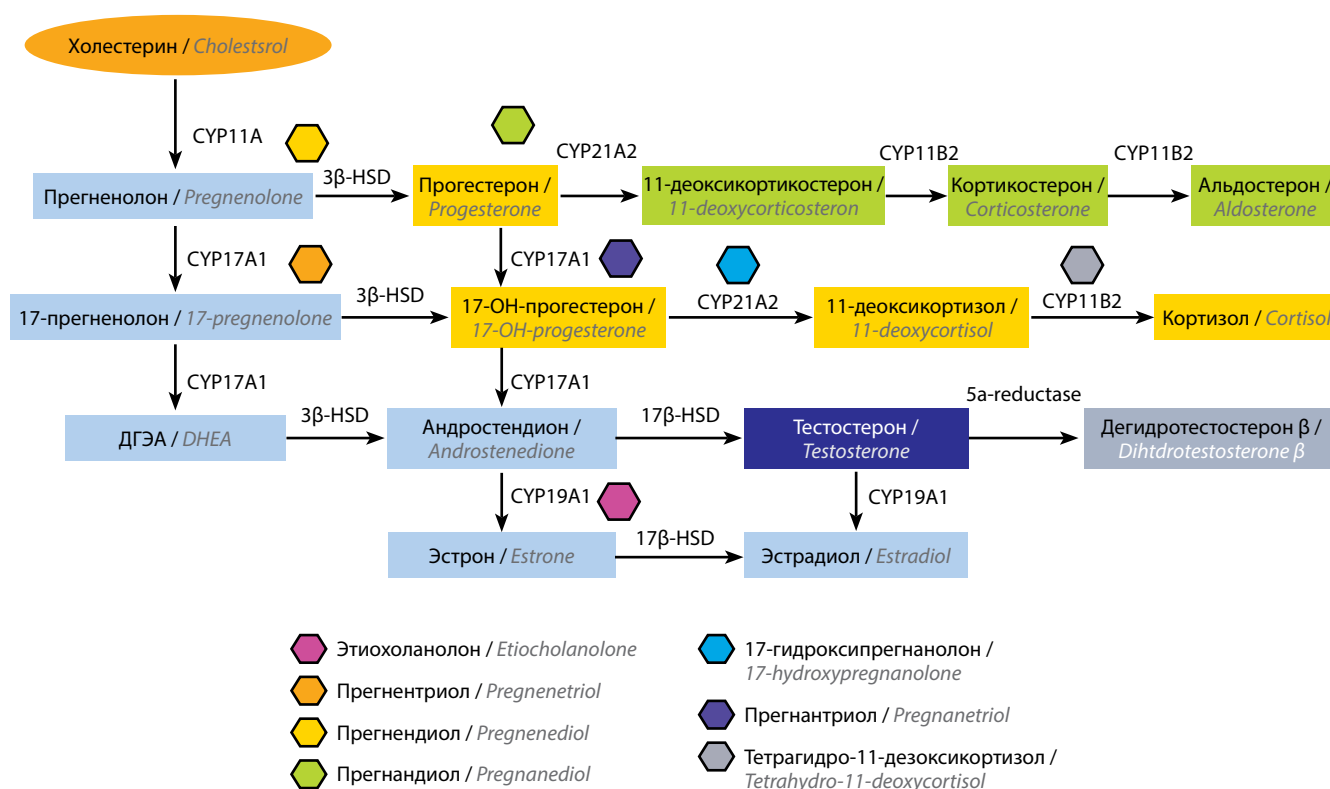 Холестерин / Cholestsrol
CYP11A
CYP21A2
CYP11B2
CYP11B2
3β-HSD
Прегненолон / Pregnenolone
Прогестерон /
Progesterone
11-деоксикортикостерон /
11-deoxycorticosteron
Кортикостерон /
Corticosterone
Альдостерон /
Aldosterone
CYP17A1
CYP17A1
3β-HSD
CYP21A2
CYP11B2
17-прегненолон / 17-pregnenolone
17-ОН-прогестерон /
17-OH-progesterone
11-деоксикортизол /
11-deoxycortisol
Кортизол / Cortisol
CYP17A1
CYP17A1
3β-HSD
17β-HSD
5a-reductase
ДГЭА / DHEA
Андростендион /
Androstenedione
Тестостерон /
Testosterone
Дегидротестостерон β /
Dihtdrotestosterone β
CYP19A1
CYP19A1
17β-HSD
Эстрон / Estrone
Эстрадиол / Estradiol
Этиохоланолон / Etiocholanolone
Прегнентриол / Pregnenetriol
Прегнендиол / Pregnenediol
Прегнандиол / Pregnanediol
17-гидроксипрегнанолон /
17-hydroxypregnanolone
Прегнантриол / Pregnanetriol
Тетрагидро-11-дезоксикортизол /
Tetrahydro-11-deoxycortisol